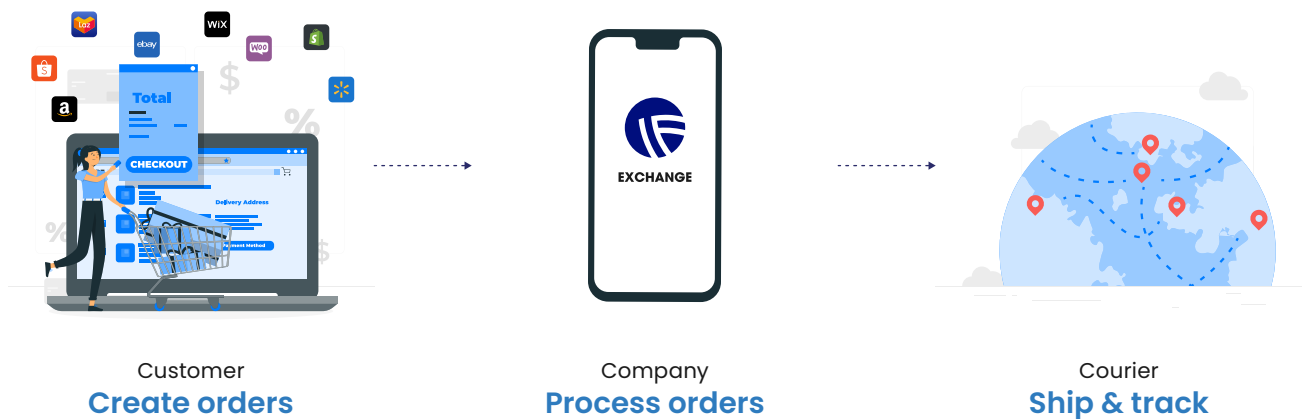 Laz
ebay
WiX
Woo
S
S
a
Total
CHECKOUT
Delivery Address
Payment Method
EXCHANGE
Customer
Create orders
Company
Process orders
Courier
Ship & track